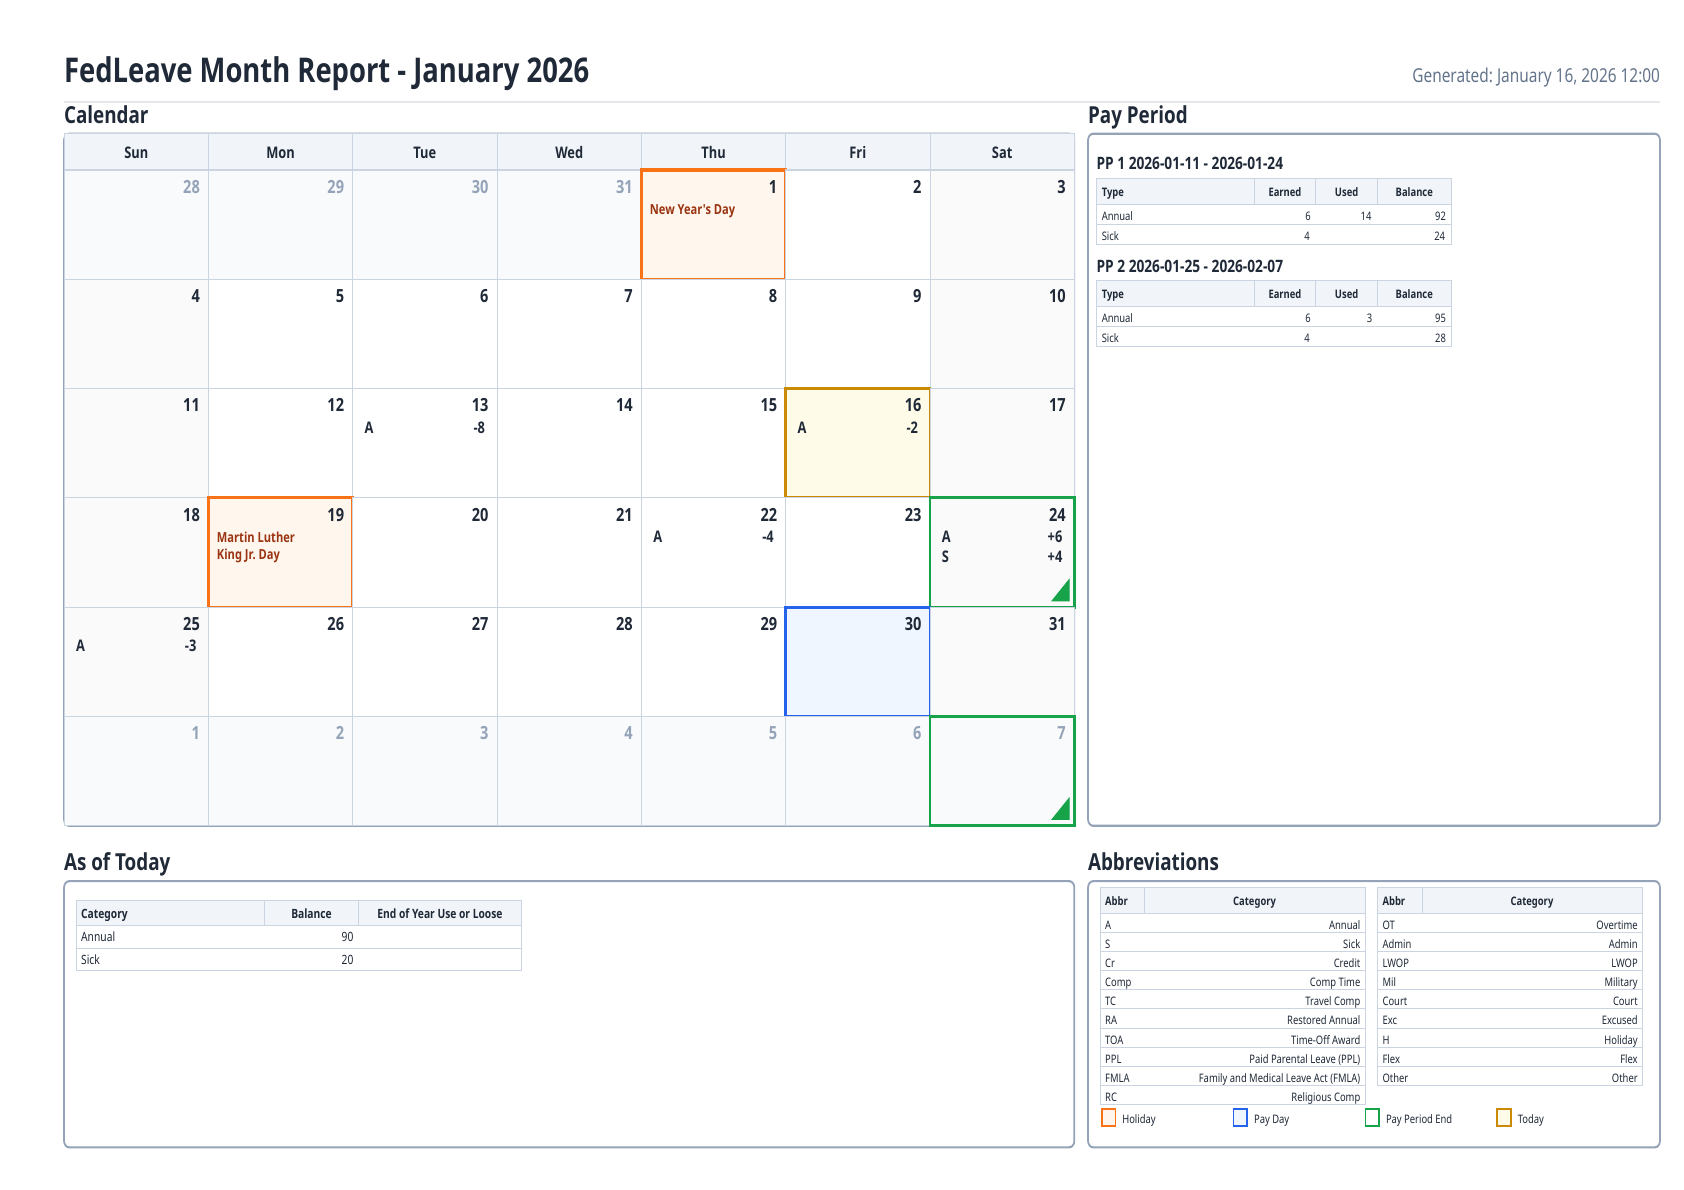 FedLeave Month Report - January 2026
Generated: January 16, 2026 12:00
Calendar
Sun Mon Tue Wed Thu Fri Sat
28 29 30 31 1 2 3
New Year's Day
4 5 6 7 8 9 10
11 12 13 14 15 16 17
A -8 A -2
18 19 20 21 22 23 24
Martin Luther A -4 A +6
King Jr. Day S +4
25 26 27 28 29 30 31
A -3
1 2 3 4 5 6 7
Pay Period
PP 1 2026-01-11 - 2026-01-24
Type Earned Used Balance
Annual 6 14 92
Sick 4 24
PP 2 2026-01-25 - 2026-02-07
Type Earned Used Balance
Annual 6 3 95
Sick 4 28
As of Today
Category Balance End of Year Use or Loose
Annual 90
Sick 20
Abbreviations
Abbr Category
A Annual
S Sick
Cr Credit
Comp Comp Time
TC Travel Comp
RA Restored Annual
TOA Time-Off Award
PPL Paid Parental Leave (PPL)
FMLA Family and Medical Leave Act (FMLA)
RC Religious Comp
Abbr Category
OT Overtime
Admin Admin
LWOP LWOP
Mil Military
Court Court
Exc Excused
H Holiday
Flex Flex
Other Other
Holiday Pay Day Pay Period End Today